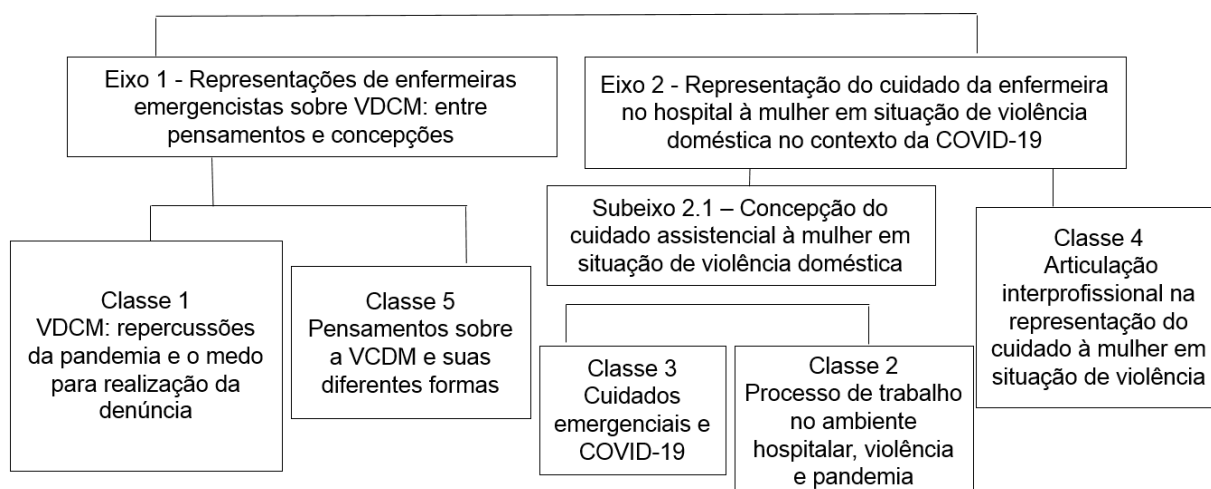 Eixo 1 - Representações de enfermeiras
emergencistas sobre VDCM: entre
pensamentos e concepções
Eixo 2 - Representação do cuidado da enfermeira
no hospital à mulher em situação de violência
doméstica no contexto da COVID-19
Subeixo 2.1 – Concepção do
cuidado assistencial à mulher em
situação de violência doméstica
Classe 1
VDCM: repercussões
da pandemia e o medo
para realização da
denúncia
Classe 5
Pensamentos sobre
a VCDM e suas
diferentes formas
Classe 3
Cuidados
emergenciais e
COVID-19
Classe 2
Processo de trabalho
no ambiente
hospitalar, violência
e pandemia
Classe 4
Articulação
interprofissional na
representação do
cuidado à mulher em
situação de violência